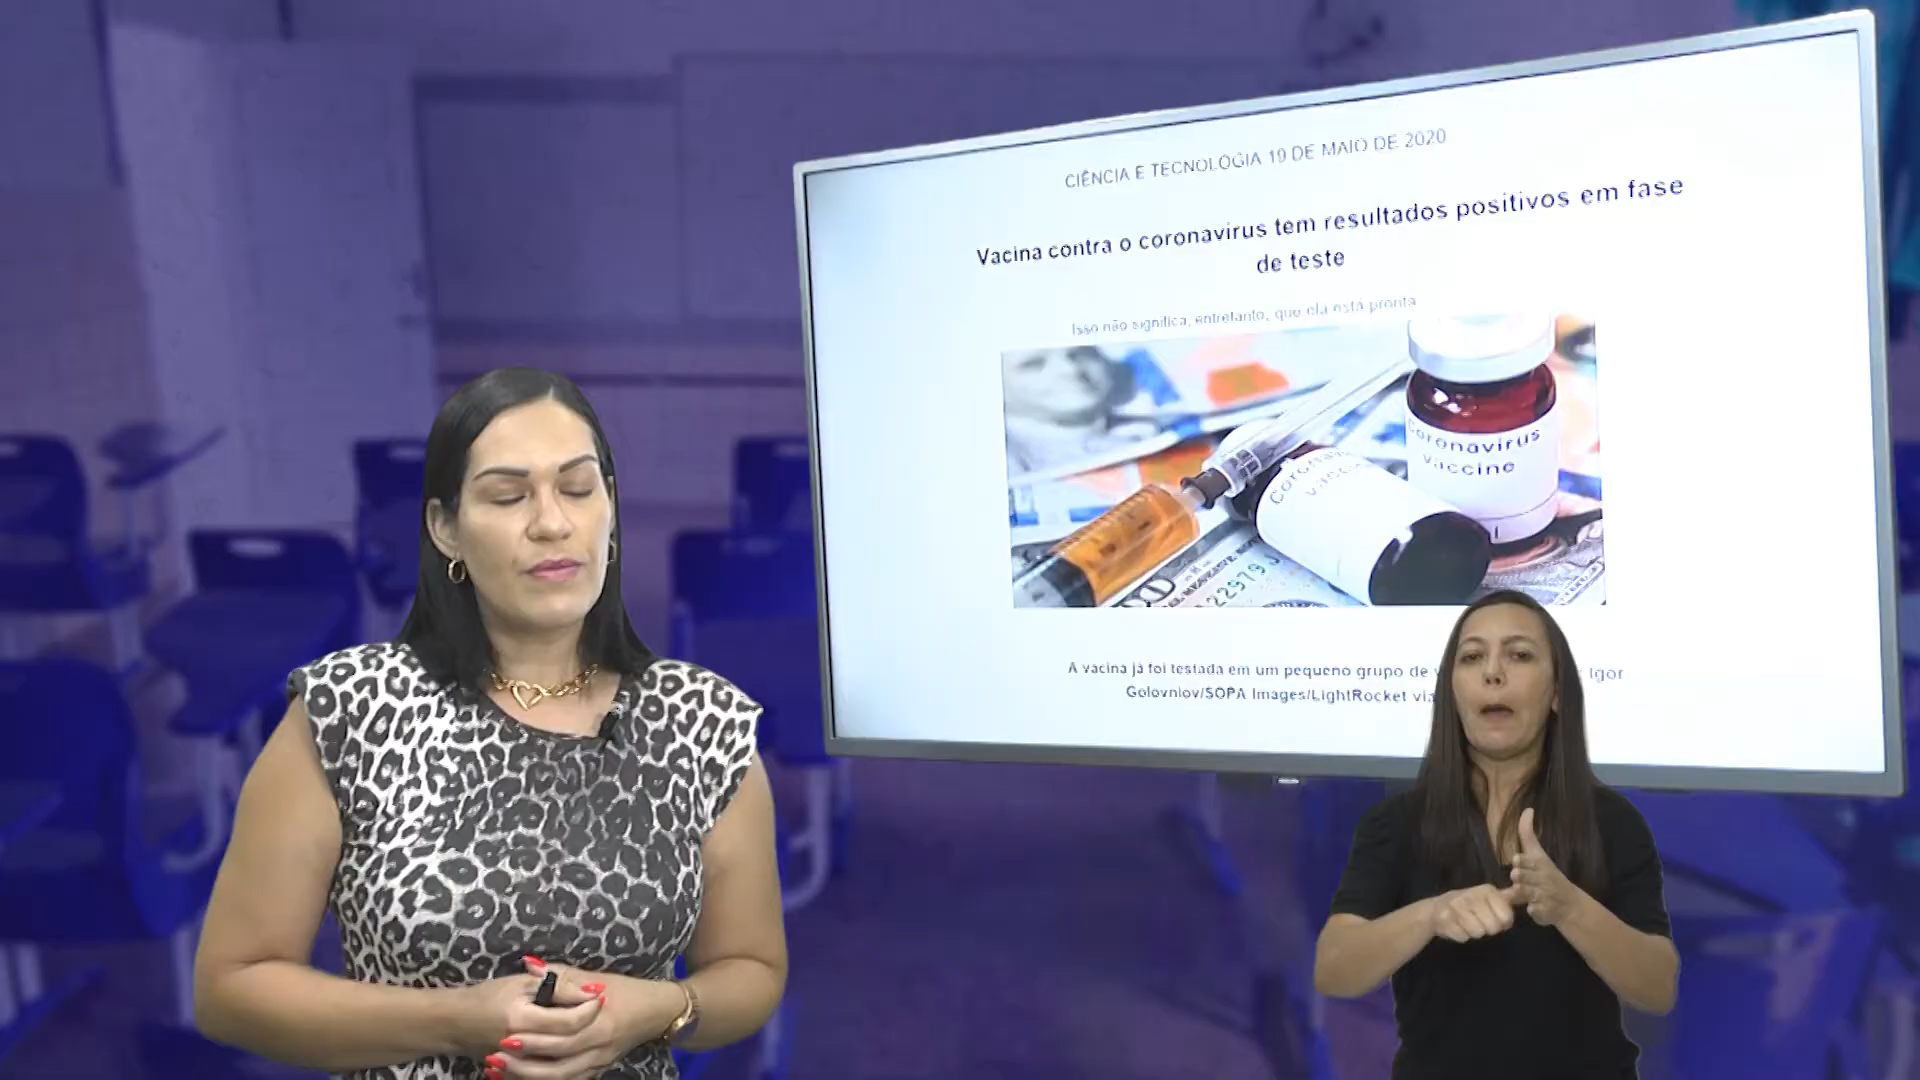 CIÊNCIA E TECNOLOGIA 19 DE MAIO DE 2020
Vacina contra o coronavírus tem resultados positivos em fase
de teste
Isso não significa, entretanto, que ela está pronta
Coronavirus
vaccine
A vacina já foi testada em um pequeno grupo de
Igor
Golovniov/SOPA Images/LightRocket via
22979